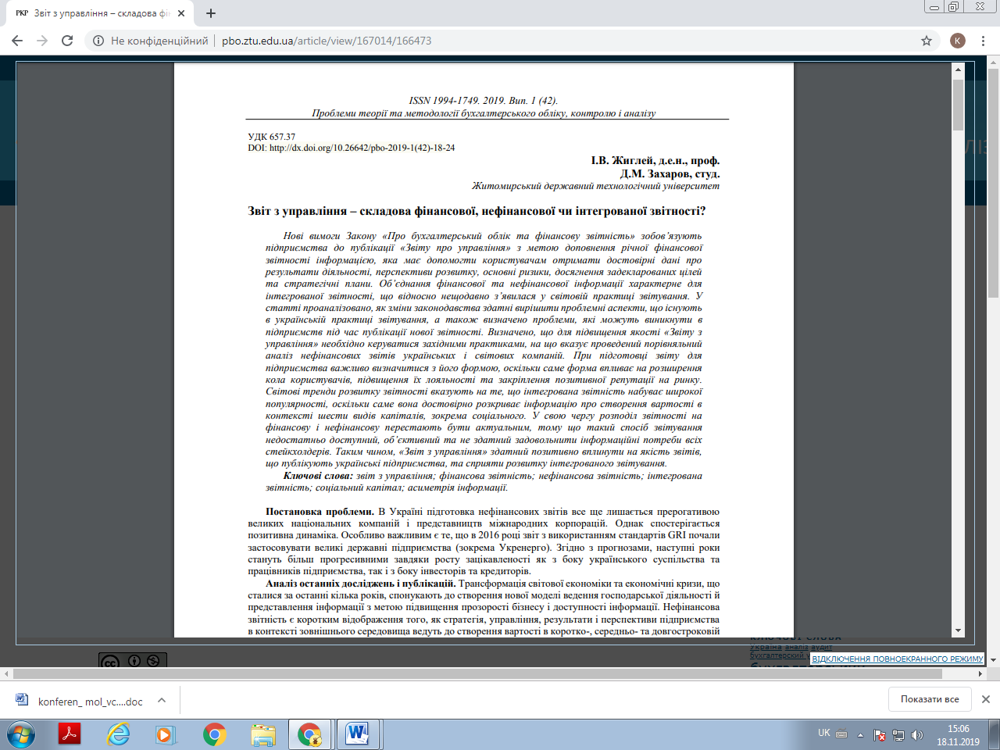 Звіт з управління – складова фін
Не конфіденційний
pbo.ztu.edu.ua/article/view/167014/166473
K
ISSN 1994-1749. 2019. Вип. 1 (42).
Проблеми теорії та методології бухгалтерського обліку, контролю і аналізу
УДК 657.37
DOI: http://dx.doi.org/10.26642/pbo-2019-1(42)-18-24
І.В. Жиглей, д.е.н., проф.
Д.М. Захаров, студ.
Житомирський державний технологічний університет
Звіт з управління – складова фінансової, нефінансової чи інтегрованої звітності?
Нові вимоги Закону «Про бухгалтерський облік та фінансову звітність» зобов’язують
підприємства до публікації «Звіту про управління» з метою доповнення річної фінансової
звітності інформацією, яка має допомогти користувачам отримати достовірні дані про
результати діяльності, перспективи розвитку, основні ризики, досягнення задекларованих цілей
та стратегічні плани. Об’єднання фінансової та нефінансової інформації характерне для
інтегрованої звітності, що відносно нещодавно з’явилася у світовій практиці звітування. У
статті проаналізовано, як зміни законодавства здатні вирішити проблемні аспекти, що існують
в українській практиці звітування, а також визначено проблеми, які можуть виникнути в
підприємств під час публікації нової звітності. Визначено, що для підвищення якості «Звіту з
управління» необхідно керуватися західними практиками, на що вказує проведений порівняльний
аналіз нефінансових звітів українських і світових компаній. При підготовці звіту для
підприємства важливо визначитися з його формою, оскільки саме форма впливає на розширення
кола користувачів, підвищення їх лояльності та закріплення позитивної репутації на ринку.
Світові тренди розвитку звітності вказують на те, що інтегрована звітність набуває широкої
популярності, оскільки саме вона достовірно розкриває інформацію про створення вартості в
контексті шести видів капіталів, зокрема соціального. У свою чергу розподіл звітності на
фінансову і нефінансову перестають бути актуальним, тому що такий спосіб звітування
недостатньо доступний, об’єктивний та не здатний задовольнити інформаційні потреби всіх
стейкхолдерів. Таким чином, «Звіт з управління» здатний позитивно вплинути на якість звітів,
що публікують українські підприємства, та сприяти розвитку інтегрованого звітування.
Ключові слова: звіт з управління; фінансова звітність; нефінансова звітність; інтегрована
звітність; соціальний капітал; асиметрія інформації.
Постановка проблеми. В Україні підготовка нефінансових звітів все ще лишається прерогативою
великих національних компаній і представництв міжнародних корпорацій. Однак спостерігається
позитивна динаміка. Особливо важливим є те, що в 2016 році звіт з використанням стандартів GRI почали
застосовувати великі державні підприємства (зокрема Укренерго). Згідно з прогнозами, наступні роки
стануть більш прогресивними завдяки росту зацікавленості як з боку українського суспільства та
працівників підприємства, так і з боку інвесторів та кредиторів.
Аналіз останніх досліджень і публікацій. Трансформація світової економіки та економічні кризи, що
сталися за останні кілька років, спонукають до створення нової моделі ведення господарської діяльності й
представлення інформації з метою підвищення прозорості бізнесу і доступності інформації. Нефінансова
звітність є коротким відображення того, як стратегія, управління, результати і перспективи підприємства
в контексті зовнішнього середовища ведуть до створення вартості в коротко-, середньо- та довгостроковій
Україна аналіз аудит
ВІДКЛЮЧЕННЯ ПОВНОЕКРАННОГО РЕЖИМУ
konferen_ mol_vc....doc
Показати все
UK
15:06
18.11.2019